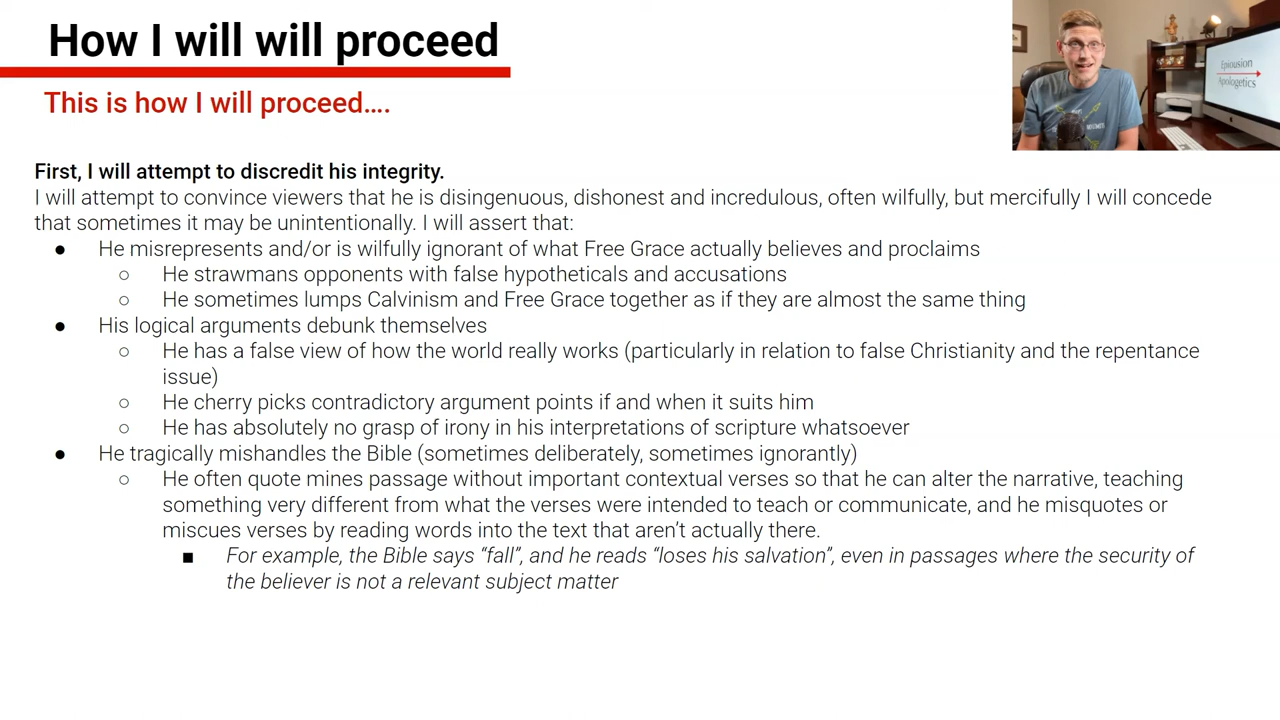 How I will will proceed
This is how I will proceed....
Epiousion
Apologetics
First, I will attempt to discredit his integrity.
I will attempt to convince viewers that he is disingenuous, dishonest and incredulous, often wilfully, but mercifully I will concede
that sometimes it may be unintentionally. I will assert that:
● He misrepresents and/or is wilfully ignorant of what Free Grace actually believes and proclaims
○ He strawmans opponents with false hypotheticals and accusations
○ He sometimes lumps Calvinism and Free Grace together as if they are almost the same thing
● His logical arguments debunk themselves
○ He has a false view of how the world really works (particularly in relation to false Christianity and the repentance
issue)
○ He cherry picks contradictory argument points if and when it suits him
○ He has absolutely no grasp of irony in his interpretations of scripture whatsoever
● He tragically mishandles the Bible (sometimes deliberately, sometimes ignorantly)
○ He often quote mines passage without important contextual verses so that he can alter the narrative, teaching
something very different from what the verses were intended to teach or communicate, and he misquotes or
miscues verses by reading words into the text that aren’t actually there.
■ For example, the Bible says “fall”, and he reads “loses his salvation”, even in passages where the security of
the believer is not a relevant subject matter